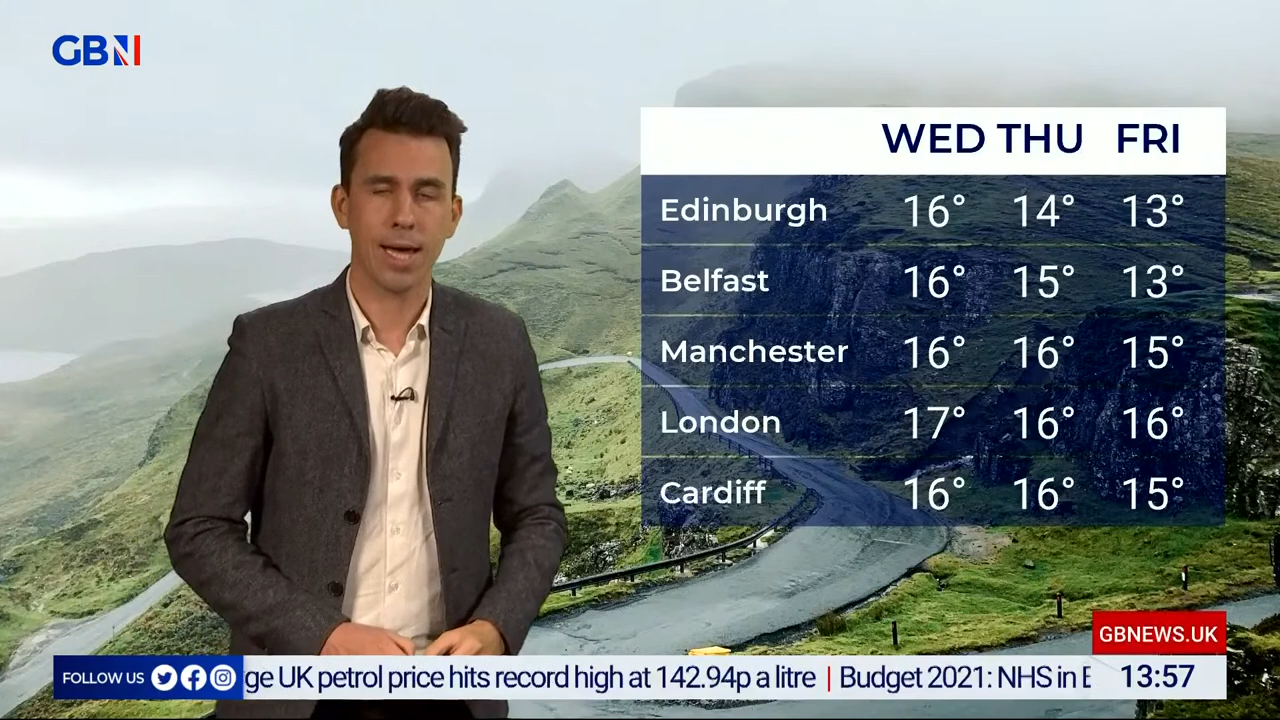 GBN
WED THU FRI
Edinburgh 16° 14° 13°
Belfast 16° 15° 13°
Manchester 16° 16° 15°
London 17° 16° 16°
Cardiff 16° 16° 15°
GBNEWS.UK
FOLLOW US ge UK petrol price hits record high at 142.94p a litre | Budget 2021: NHS in E 13:57